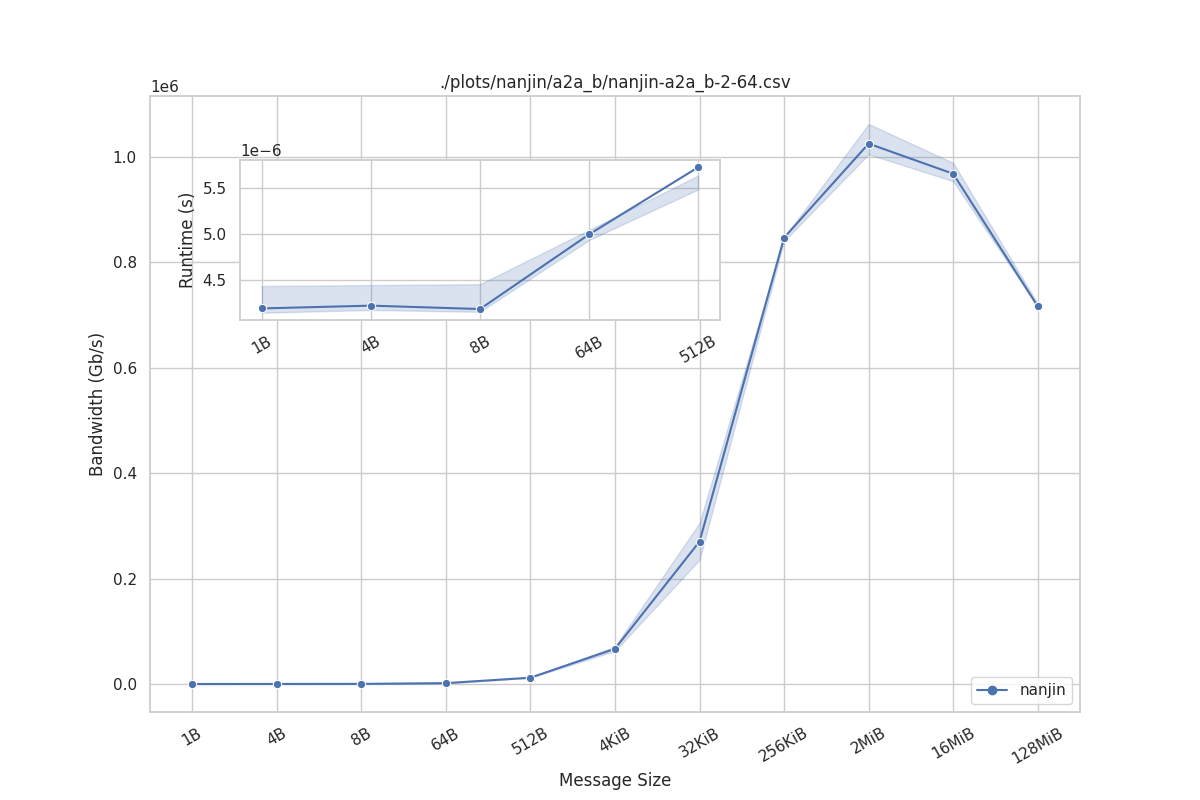 ./plots/nanjin/a2a_b/nanjin-a2a_b-2-64.csv
1e6
1.0
0.8
0.6
0.4
0.2
0.0
Bandwidth (Gb/s)
1e−6
5.5
5.0
4.5
Runtime (s)
1B 4B 8B 64B 512B
nanjin
1B 4B 8B 64B 512B 4KiB 32KiB 256KiB 2MiB 16MiB 128MiB
Message Size